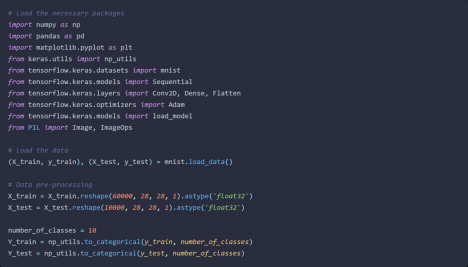 # Load the necessary packages
import numpy as np
import pandas as pd
import matplotlib.pyplot as plt
from keras.utils import np_utils
from tensorflow.keras.datasets import mnist
from tensorflow.keras.models import Sequential
from tensorflow.keras.layers import Conv2D, Dense, Flatten
from tensorflow.keras.optimizers import Adam
from tensorflow.keras.models import load_model
from PIL import Image, ImageOps
# Load the data
(X_train, y_train), (X_test, y_test) = mnist.load_data()
# Data pre-processing
X_train = X_train.reshape(60000, 28, 28, 1).astype('float32')
X_test = X_test.reshape(10000, 28, 28, 1).astype('float32')
number_of_classes = 10
Y_train = np_utils.to_categorical(y_train, number_of_classes)
Y_test = np_utils.to_categorical(y_test, number_of_classes)